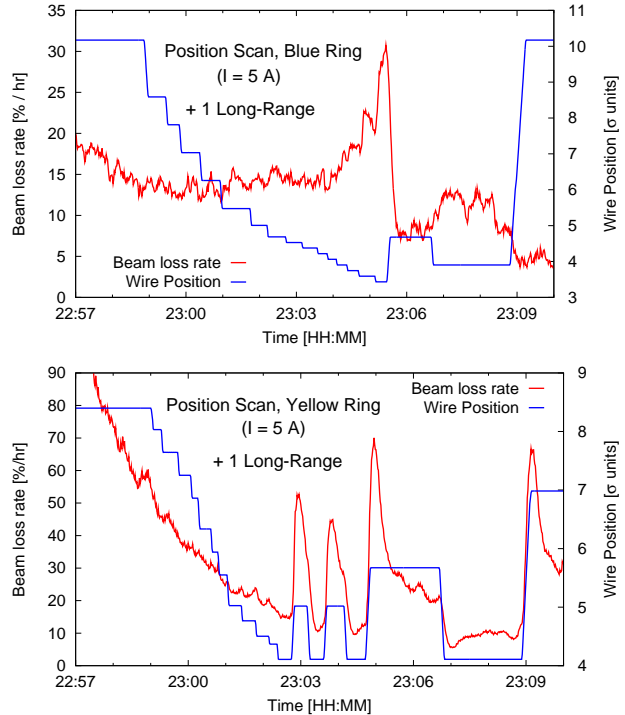 35
30
25
20
15
10
5
0
Beam loss rate [% / hr]
Position Scan, Blue Ring
(I = 5 A)
+ 1 Long-Range
Beam loss rate
Wire Position
11
10
9
8
7
6
5
4
3
Wire Position [σ units]
22:57 23:00 23:03 23:06 23:09
Time [HH:MM]
90
80
70
60
50
40
30
20
10
0
Beam loss rate [%/hr]
Position Scan, Yellow Ring
(I = 5 A)
+ 1 Long-Range
Beam loss rate
Wire Position
9
8
7
6
5
4
Wire Position [σ units]
22:57 23:00 23:03 23:06 23:09
Time [HH:MM]